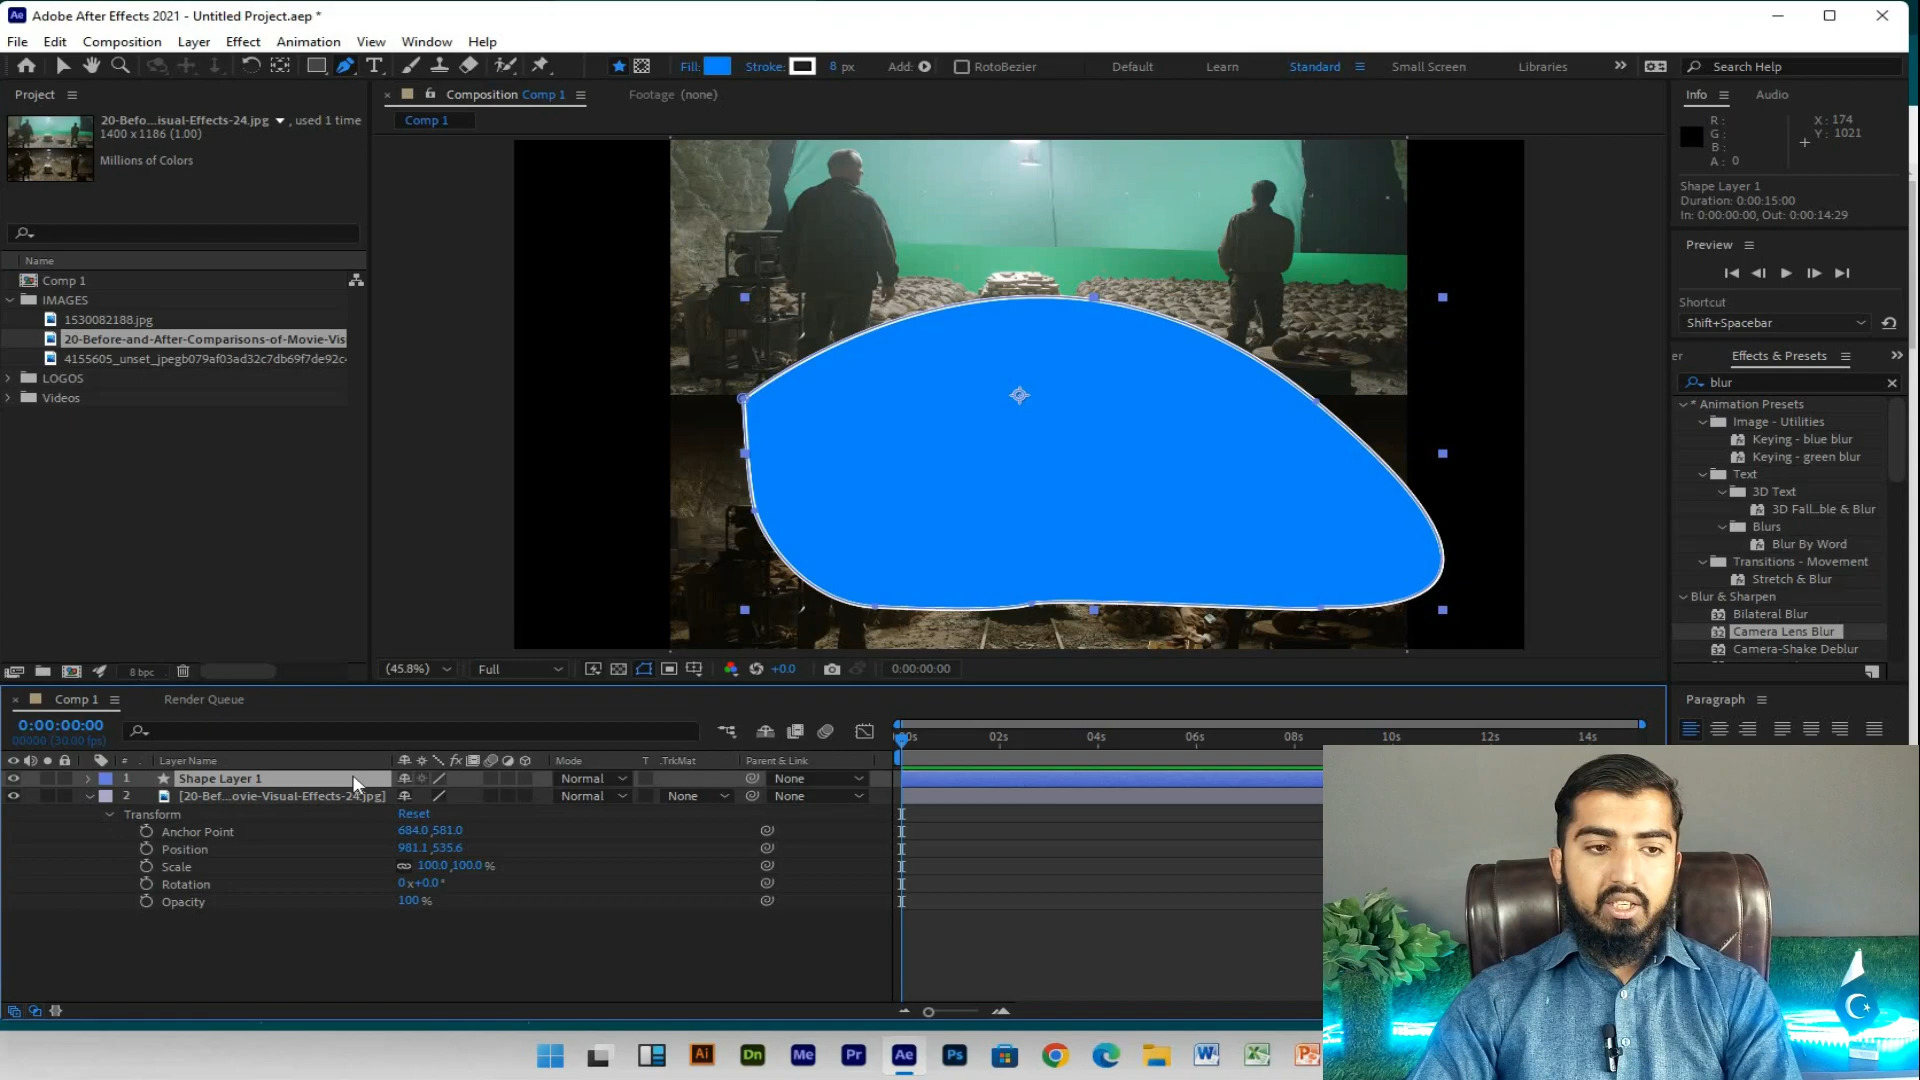 Adobe After Effects 2021 - Untitled Project.aep *
File Edit Composition Layer Effect Animation View Window Help
Fill: Stroke: 8 px Add: RotoBezier Default Learn Standard Small Screen Libraries Search Help
Project
20-Befo...isual-Effects-24.jpg , used 1 time
1400 x 1186 (1.00)
Millions of Colors
Name
Comp 1
IMAGES
1530082188.jpg
20-Before-and-After-Comparisons-of-Movie-Vis
4155605_unset_jpegb079af03ad32c7db69f7de92c
LOGOS
Videos
8 bpc
Composition Comp 1
Footage (none)
Comp 1
(45.8%) Full +0.0 0:00:00:00
Info Audio
R : X : 174
G : Y : 1021
B :
A : 0
Shape Layer 1
Duration: 0:00:15:00
In: 0:00:00:00, Out: 0:00:14:29
Preview
Shortcut
Shift+Spacebar
er Effects & Presets
blur
* Animation Presets
Image - Utilities
Keying - blue blur
Keying - green blur
Text
3D Text
3D Fall...ble & Blur
Blurs
Blur By Word
Transitions - Movement
Stretch & Blur
Blur & Sharpen
Bilateral Blur
Camera Lens Blur
Camera-Shake Deblur
Paragraph
Comp 1 Render Queue
0:00:00:00
00000 (30.00 fps)
# Layer Name Mode T .TrkMat Parent & Link
1 Shape Layer 1 Normal None
2 [20-Bef...ovie-Visual-Effects-24.jpg] Normal None None
Transform Reset
Anchor Point 684.0,581.0
Position 981.1,535.6
Scale 100.0,100.0 %
Rotation 0x+0.0°
Opacity 100 %
00s 02s 04s 06s 08s 10s 12s 14s
Ai Dn Me Pr Ae Ps W X P